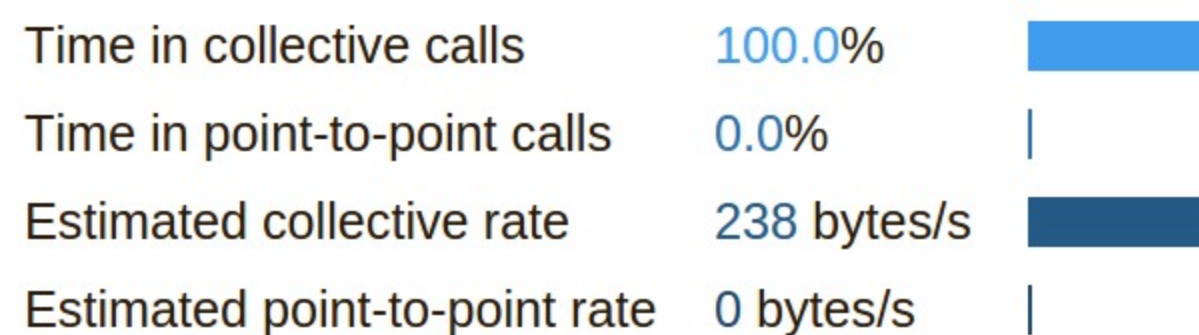 Time in collective calls 100.0%
Time in point-to-point calls 0.0%
Estimated collective rate 238 bytes/s
Estimated point-to-point rate 0 bytes/s